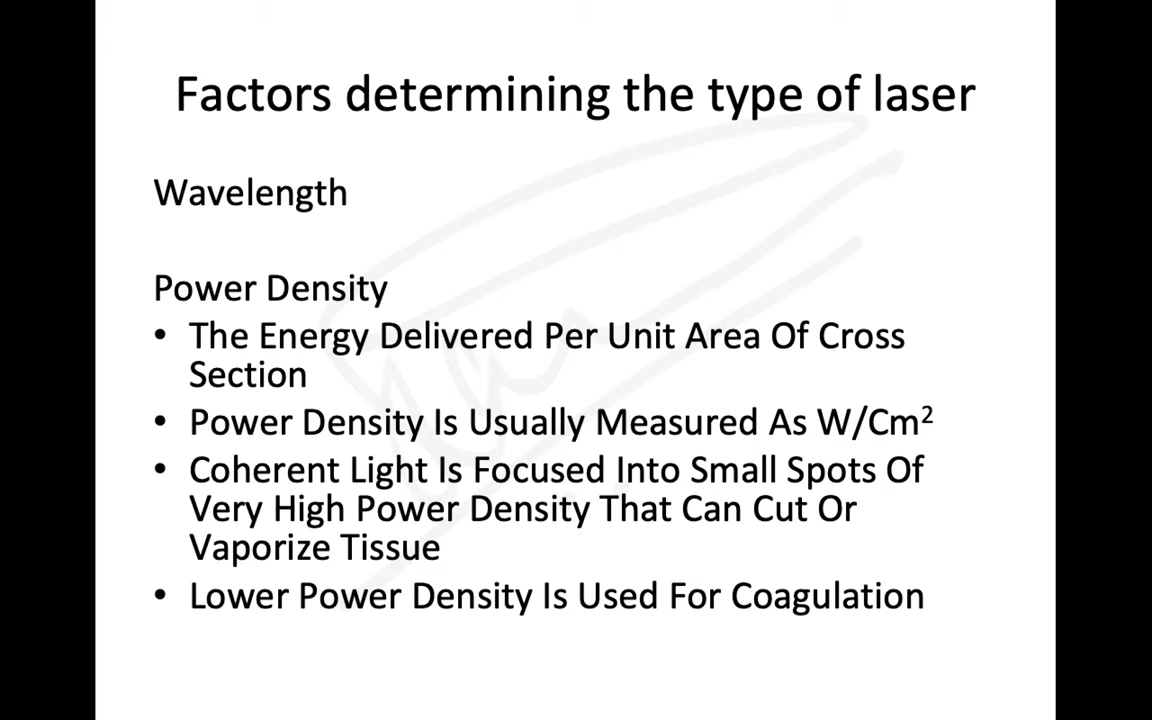 Factors determining the type of laser
Wavelength
Power Density
• The Energy Delivered Per Unit Area Of Cross
Section
• Power Density Is Usually Measured As W/Cm²
• Coherent Light Is Focused Into Small Spots Of
Very High Power Density That Can Cut Or
Vaporize Tissue
• Lower Power Density Is Used For Coagulation